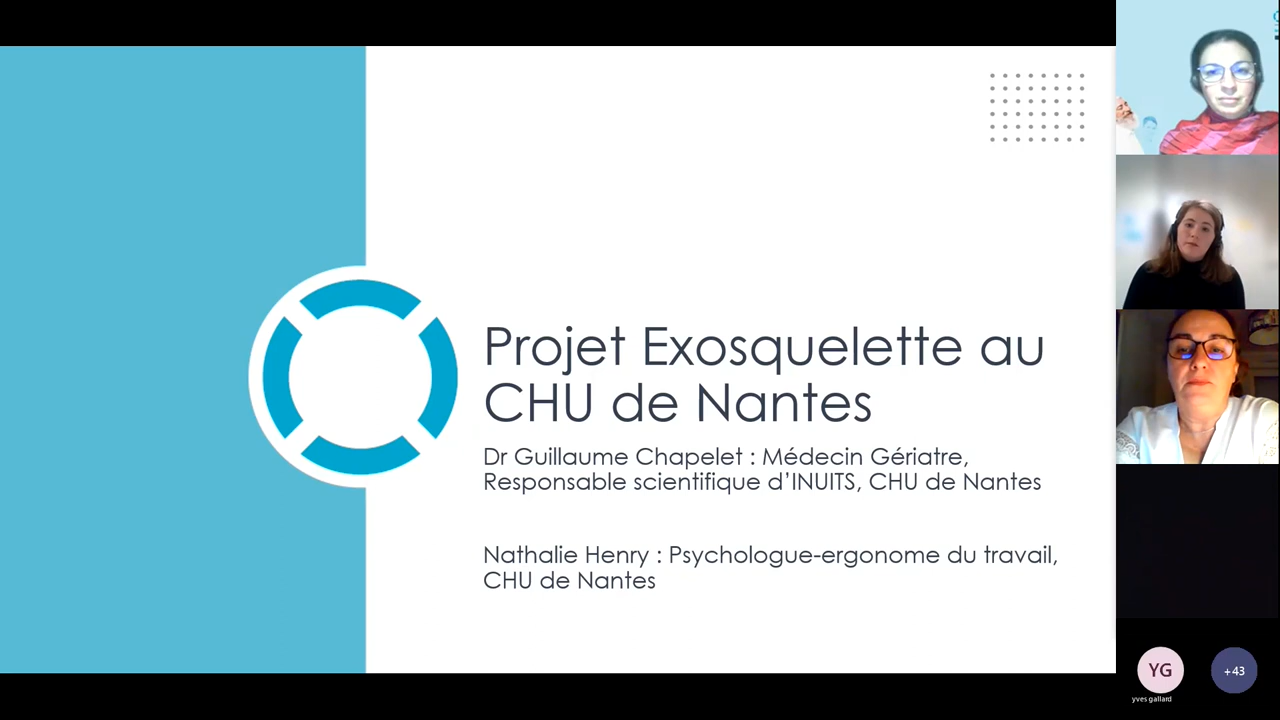 Projet Exosquelette au
CHU de Nantes
Dr Guillaume Chapelet : Médecin Gériatre,
Responsable scientifique d'INUITS, CHU de Nantes
Nathalie Henry : Psychologue-ergonome du travail,
CHU de Nantes
YG
+43
yves gallard